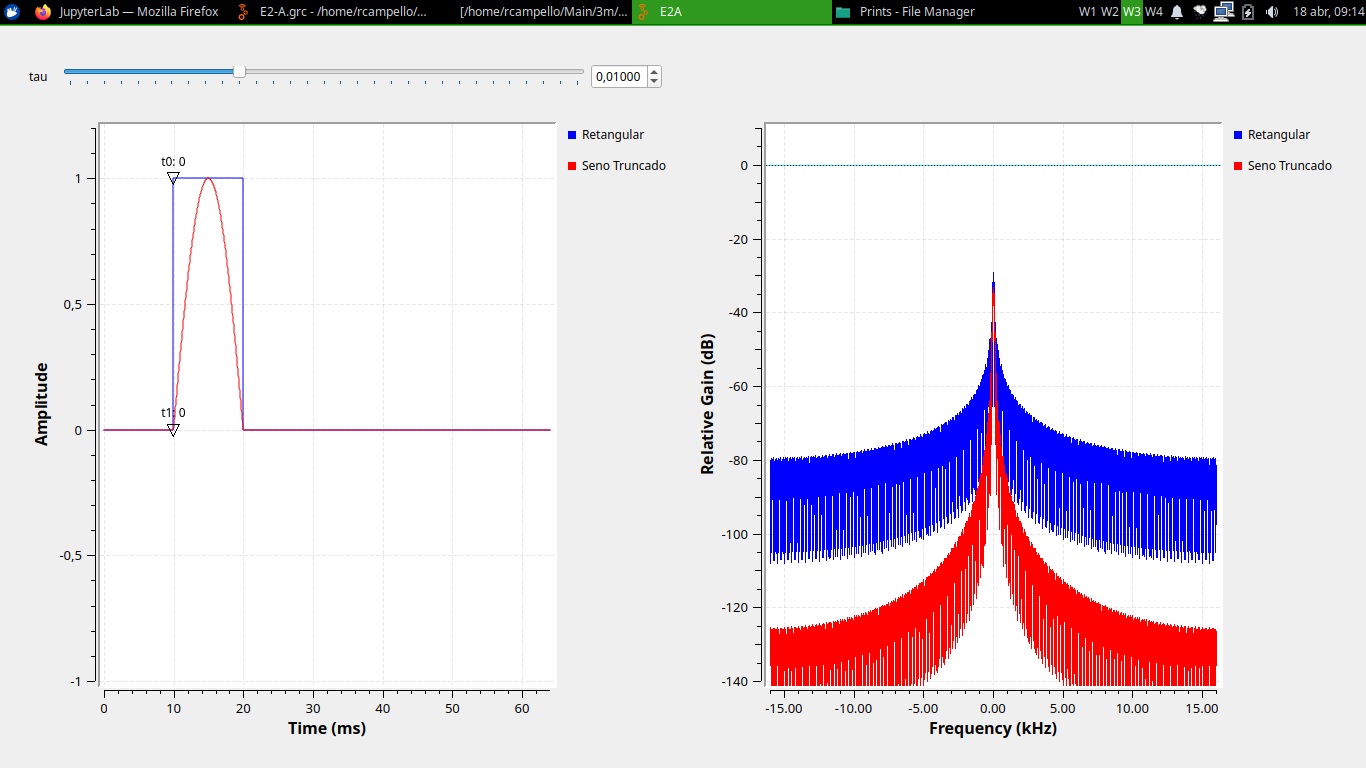 JupyterLab — Mozilla Firefox E2-A.grc - /home/rcampello/... [/home/rcampello/Main/3m/... E2A Prints - File Manager W1 W2 W3 W4 18 abr, 09:14
tau 0,01000
t0: 0
t1: 0
1
0,5
0
-0,5
-1
Amplitude
0 10 20 30 40 50 60
Time (ms)
Retangular
Seno Truncado
0
-20
-40
-60
-80
-100
-120
-140
Relative Gain (dB)
-15.00 -10.00 -5.00 0.00 5.00 10.00 15.00
Frequency (kHz)
Retangular
Seno Truncado